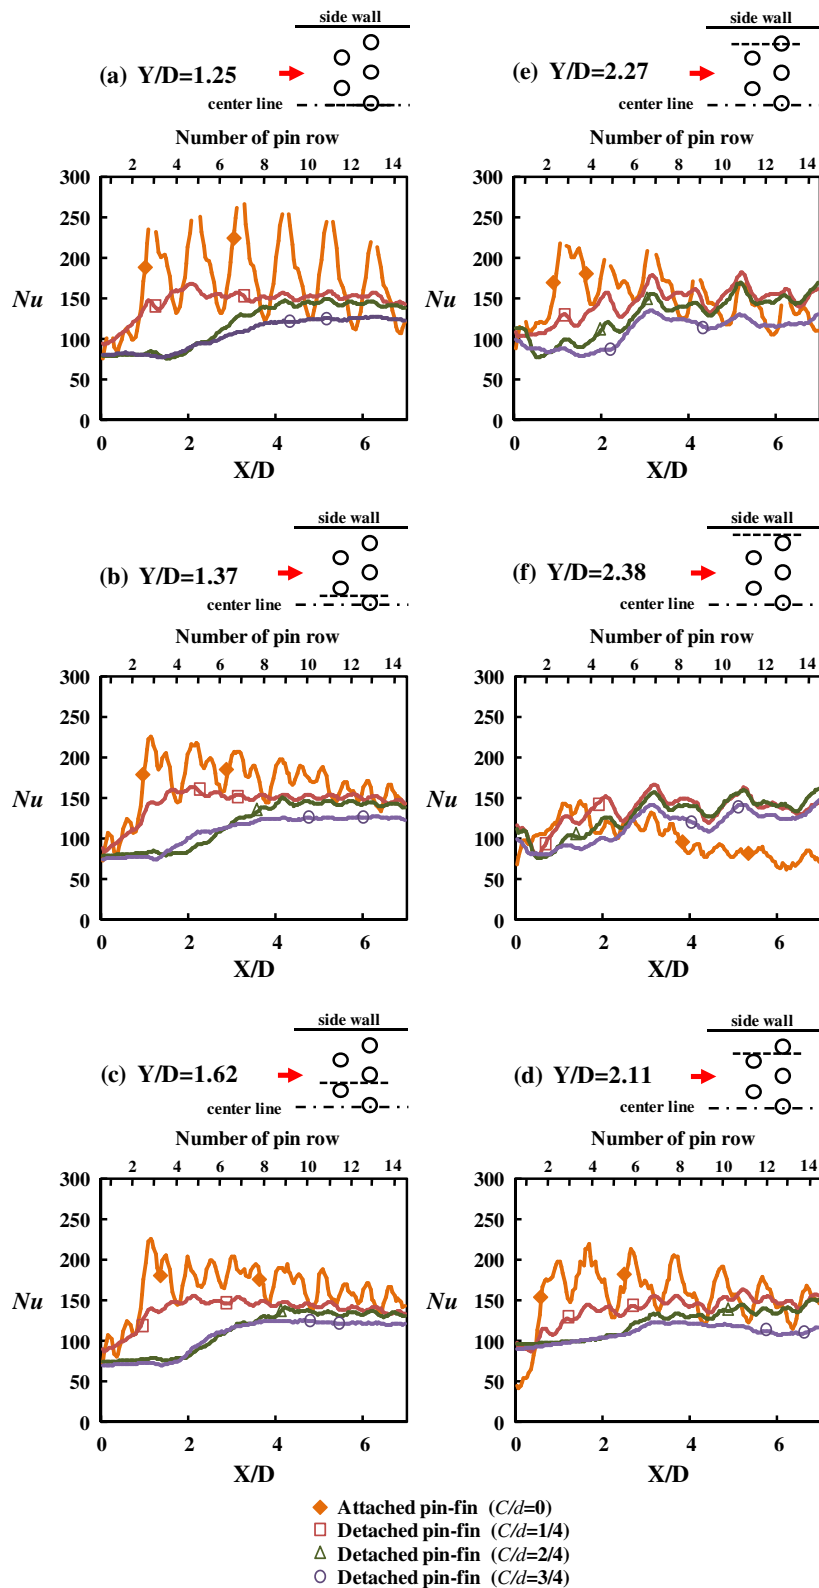 side wall
(a) Y/D=1.25
center line
Number of pin row
2 4 6 8 10 12 14
300
250
200
150
100
50
0
Nu
0 2 4 6
X/D
side wall
(e) Y/D=2.27
center line
Number of pin row
2 4 6 8 10 12 14
300
250
200
150
100
50
0
Nu
0 2 4 6
X/D
side wall
(b) Y/D=1.37
center line
Number of pin row
2 4 6 8 10 12 14
300
250
200
150
100
50
0
Nu
0 2 4 6
X/D
side wall
(f) Y/D=2.38
center line
Number of pin row
2 4 6 8 10 12 14
300
250
200
150
100
50
0
Nu
0 2 4 6
X/D
side wall
(c) Y/D=1.62
center line
Number of pin row
2 4 6 8 10 12 14
300
250
200
150
100
50
0
Nu
0 2 4 6
X/D
side wall
(d) Y/D=2.11
center line
Number of pin row
2 4 6 8 10 12 14
300
250
200
150
100
50
0
Nu
0 2 4 6
X/D
Attached pin-fin (C/d=0)
Detached pin-fin (C/d=1/4)
Detached pin-fin (C/d=2/4)
Detached pin-fin (C/d=3/4)